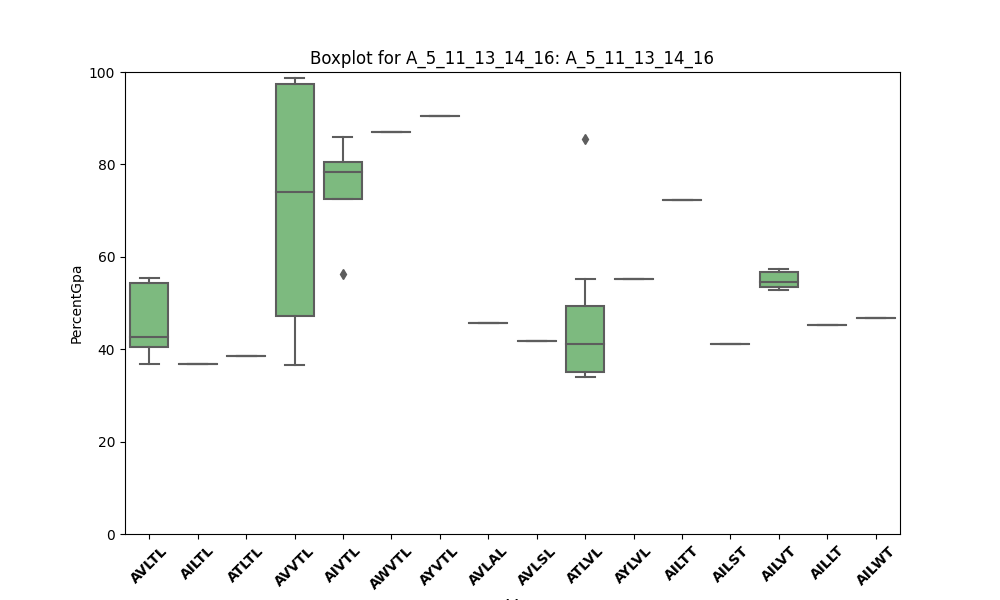 Boxplot for A_5_11_13_14_16: A_5_11_13_14_16
PercentGpa
100
80
60
40
20
0
AVLTL
AILTL
ATLTL
AVVTL
AIVTL
AWVTL
AYVTL
AVLAL
AVLSL
ATLVL
AYLVL
AILTT
AILST
AILVT
AILLT
AILWT